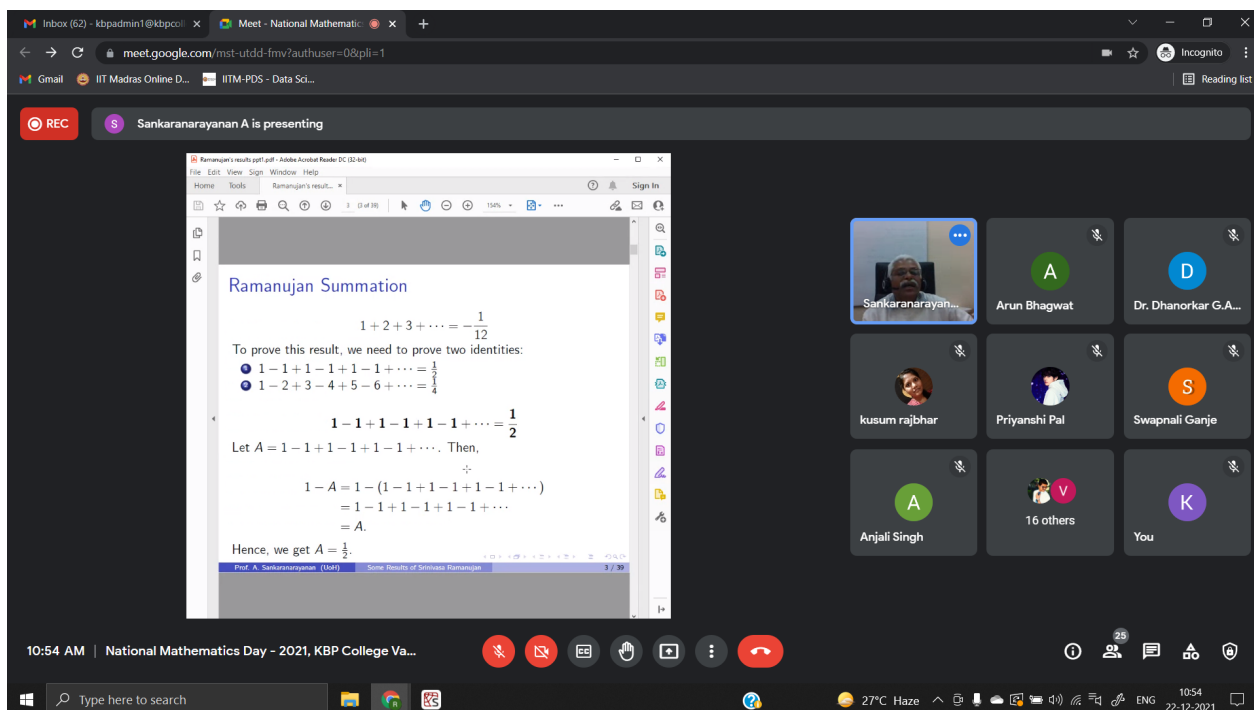 Inbox (62) - kbpadmin1@kbpcoll
Meet - National Mathematic
meet.google.com/mst-utdd-fmv?authuser=0&pli=1
Incognito
Gmail
IIT Madras Online D...
IITM-PDS - Data Sci...
Reading list
REC
S
Sankaranarayanan A is presenting
Ramanujan's results ppt1.pdf - Adobe Acrobat Reader DC (32-bit)
File Edit View Sign Window Help
Home Tools Ramanujan's result... × Sign In
3 (3 of 39) 154%
Ramanujan Summation
1 + 2 + 3 + ··· = −1/12
To prove this result, we need to prove two identities:
1 1 − 1 + 1 − 1 + 1 − 1 + ··· = 1/2
2 1 − 2 + 3 − 4 + 5 − 6 + ··· = 1/4
1 − 1 + 1 − 1 + 1 − 1 + ··· = 1/2
Let A = 1 − 1 + 1 − 1 + 1 − 1 + ··· . Then,
1 − A = 1 − (1 − 1 + 1 − 1 + 1 − 1 + ···)
= 1 − 1 + 1 − 1 + 1 − 1 + ···
= A.
Hence, we get A = 1/2.
Prof. A. Sankaranarayanan (UoH) Some Results of Srinivasa Ramanujan 3 / 39
Sankaranarayan...
A
Arun Bhagwat
D
Dr. Dhanorkar G.A...
kusum rajbhar
Priyanshi Pal
S
Swapnali Ganje
A
Anjali Singh
V
16 others
K
You
10:54 AM | National Mathematics Day - 2021, KBP College Va...
CC
25
Type here to search
27°C Haze
ENG
10:54
22-12-2021